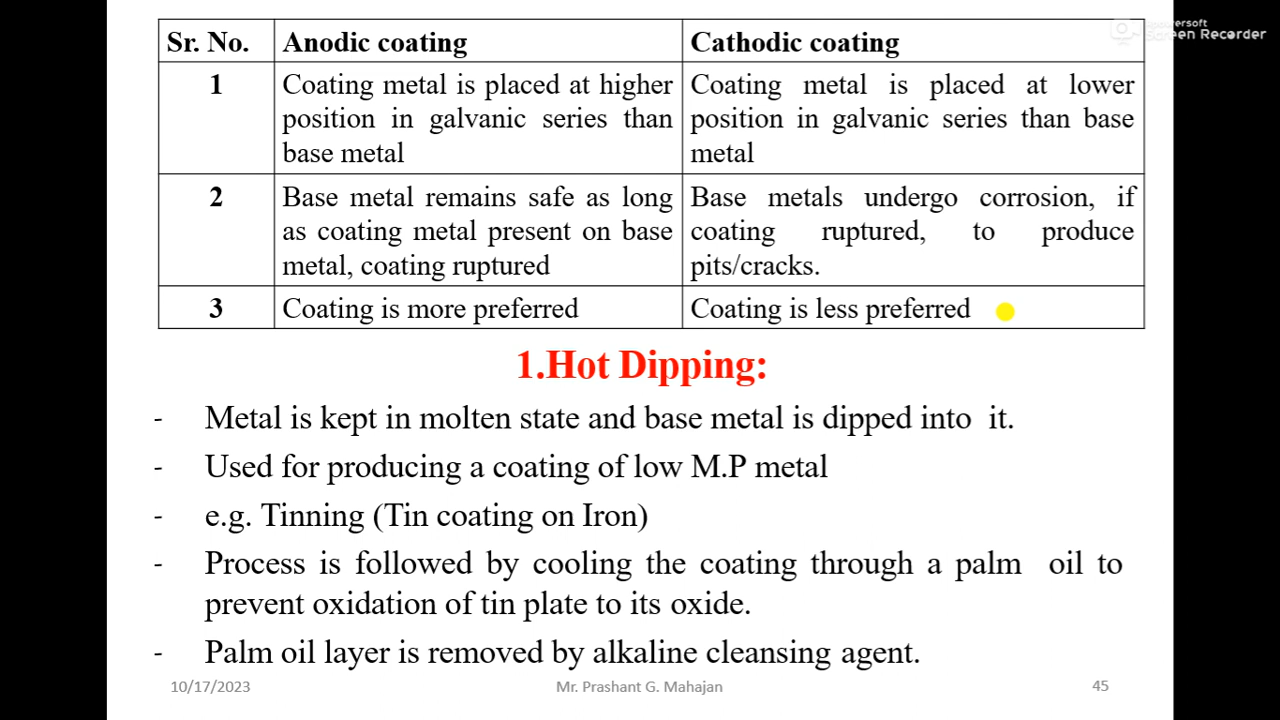 Sr. No. Anodic coating Cathodic coating
1 Coating metal is placed at higher position in galvanic series than base metal Coating metal is placed at lower position in galvanic series than base metal
2 Base metal remains safe as long as coating metal present on base metal, coating ruptured Base metals undergo corrosion, if coating ruptured, to produce pits/cracks.
3 Coating is more preferred Coating is less preferred
1.Hot Dipping:
- Metal is kept in molten state and base metal is dipped into it.
- Used for producing a coating of low M.P metal
- e.g. Tinning (Tin coating on Iron)
- Process is followed by cooling the coating through a palm oil to
prevent oxidation of tin plate to its oxide.
- Palm oil layer is removed by alkaline cleansing agent.
10/17/2023 Mr. Prashant G. Mahajan 45
Screen Recorder